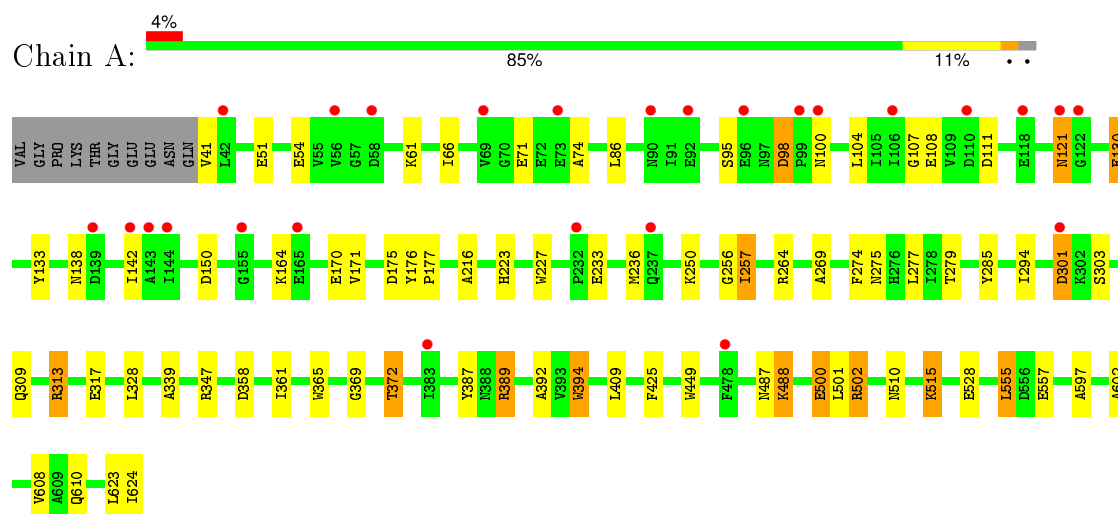 4%
Chain A:
85% 11% • •
VAL GLY PRO LYS THR GLY GLU GLU ASN GLN V41 L42 E51 E54 V55 V56 G57 D58 K61 I66 V69 G70 E71 E72 E73 A74 L86 N90 I91 E92 S95 E96 N97 D98 P99 N100 L104 I105 I106 G107 E108 V109 D110 D111 E118 N121 G122
Y133 N138 D139 I142 A143 I144 D150 G155 K164 E165 E170 V171 D175 Y176 P177 A216 H223 W227 P232 E233 M236 Q237 K250 G256 I257 R264 A269 F274 N275 H276 L277 I278 T279 Y285 I294 D301 K302 S303
Q309 R313 E317 L328 A339 R347 D358 I361 W365 G369 T372 I383 Y387 N388 R389 A392 V393 W394 L409 F425 W449 F478 N487 K488 E500 L501 R502 N510 K515 E528 L555 D556 E557 A597
V608 A609 Q610 L623 I624